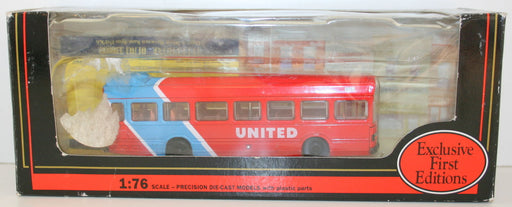 UNITED
Exclusive
First
Editions
1:76 SCALE – PRECISION DIE CAST MODELS with plastic parts